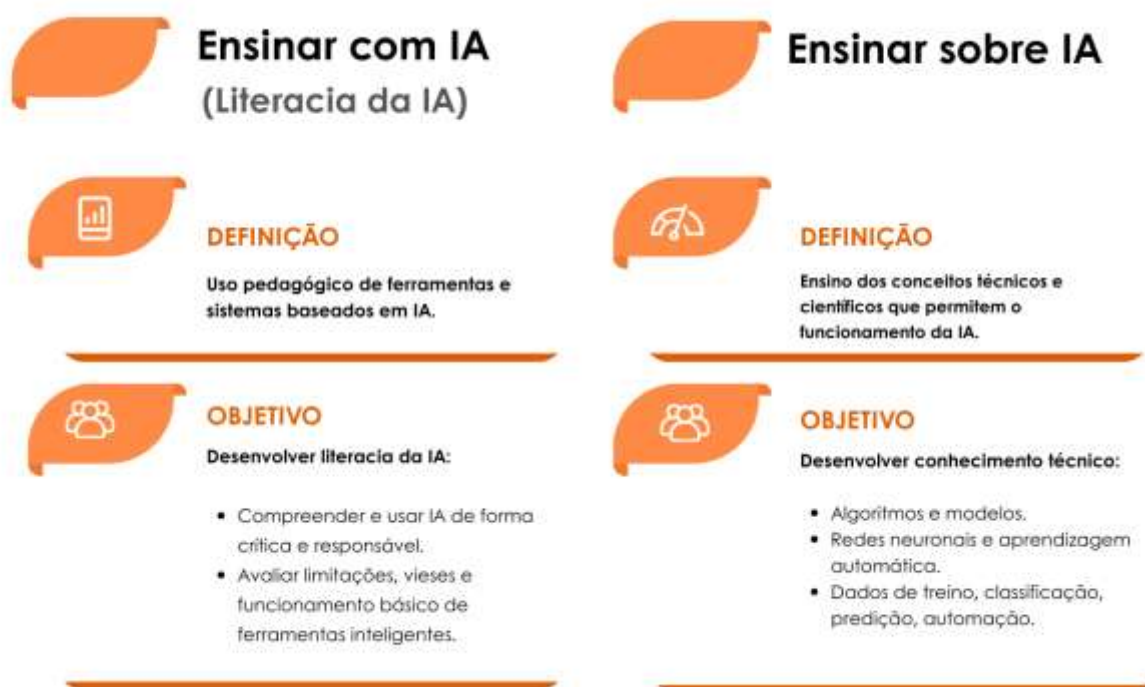 Ensinar com IA
(Literacia da IA)
DEFINIÇÃO
Uso pedagógico de ferramentas e
sistemas baseados em IA.
OBJETIVO
Desenvolver literacia da IA:
• Compreender e usar IA de forma
crítica e responsável.
• Avaliar limitações, vieses e
funcionamento básico de
ferramentas inteligentes.
Ensinar sobre IA
DEFINIÇÃO
Ensino dos conceitos técnicos e
científicos que permitem o
funcionamento da IA.
OBJETIVO
Desenvolver conhecimento técnico:
• Algoritmos e modelos.
• Redes neuronais e aprendizagem
automática.
• Dados de treino, classificação,
predição, automação.